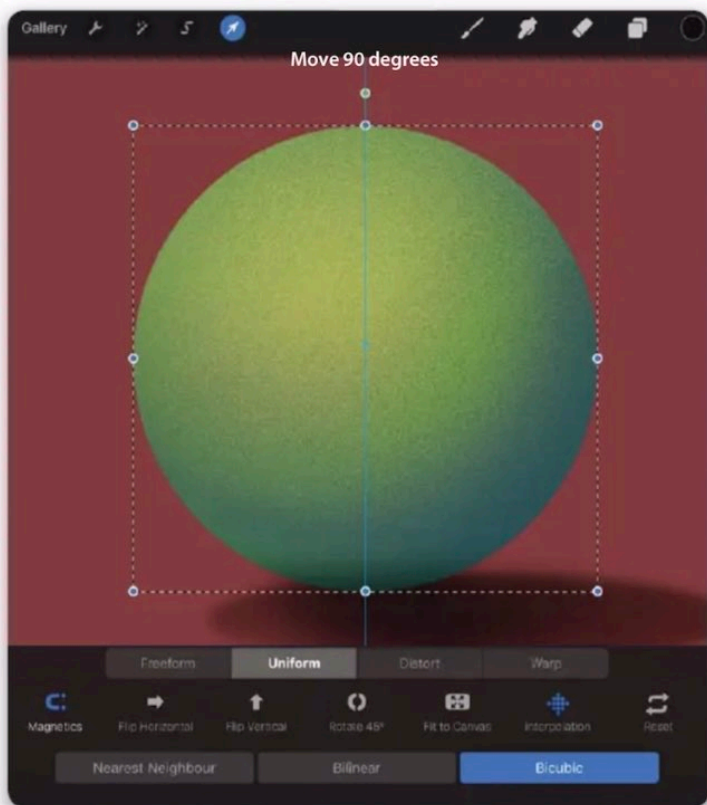 Gallery
Move 90 degrees
Freeform Uniform Distort Warp
Magnetics Flip Horizontal Flip Vertical Rotate 45° Fit to Canvas Interpolation Reset
Nearest Neighbour Bilinear Bicubic